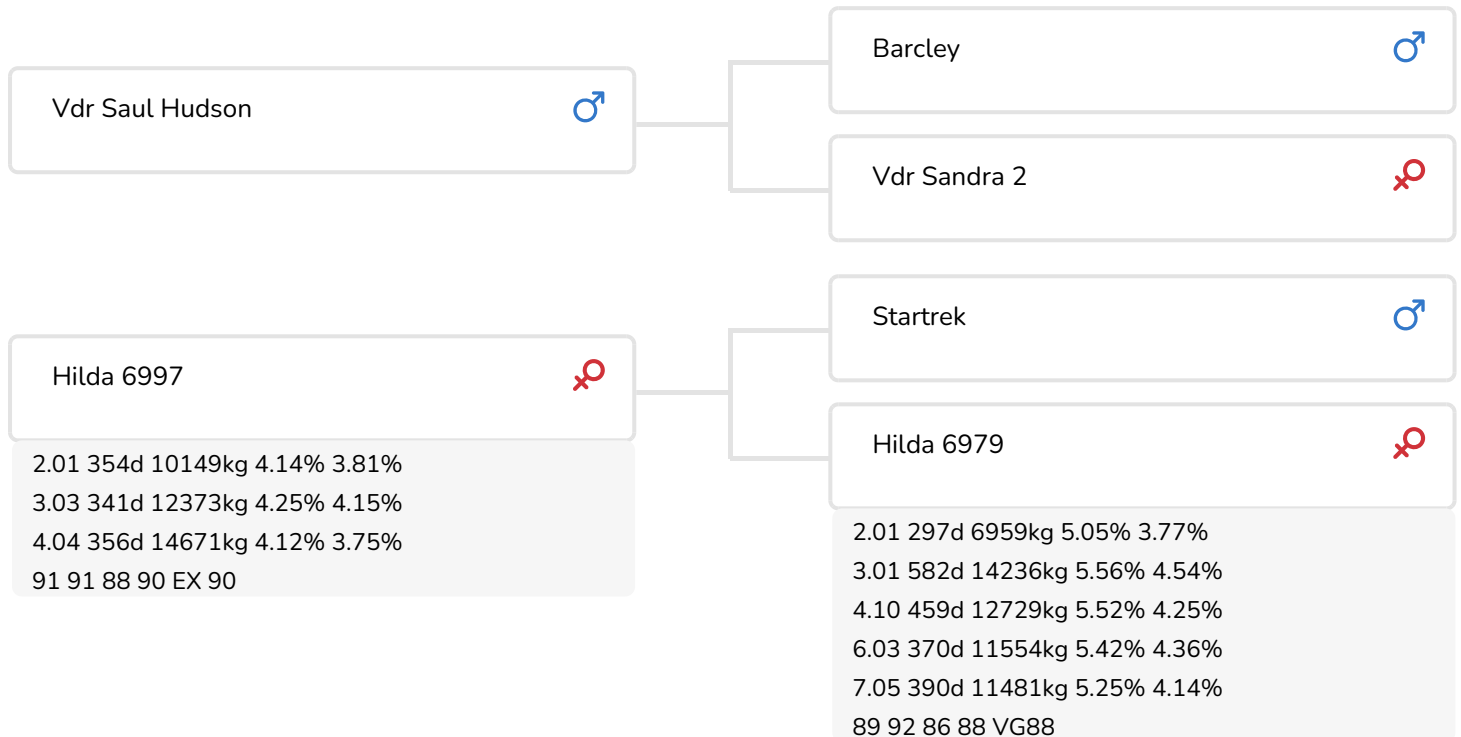 Vdr Saul Hudson
Barcley
Vdr Sandra 2
Hilda 6997
2.01 354d 10149kg 4.14% 3.81%
3.03 341d 12373kg 4.25% 4.15%
4.04 356d 14671kg 4.12% 3.75%
91 91 88 90 EX 90
Startrek
Hilda 6979
2.01 297d 6959kg 5.05% 3.77%
3.01 582d 14236kg 5.56% 4.54%
4.10 459d 12729kg 5.52% 4.25%
6.03 370d 11554kg 5.42% 4.36%
7.05 390d 11481kg 5.25% 4.14%
89 92 86 88 VG88